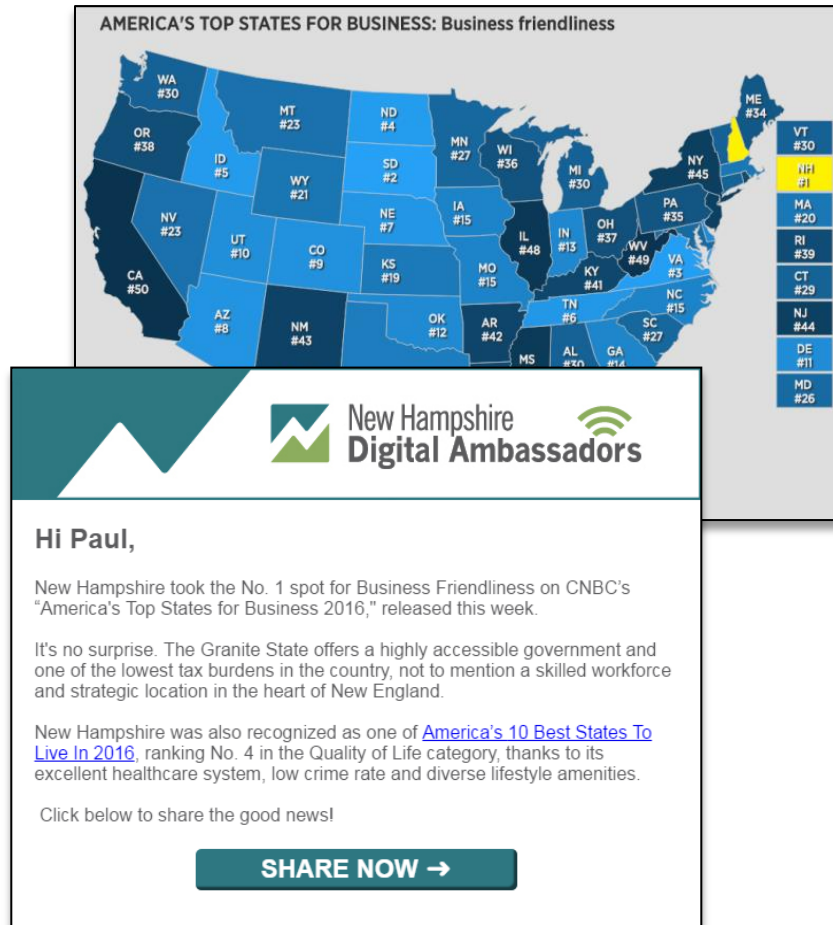 AMERICA'S TOP STATES FOR BUSINESS: Business friendliness
WA
#30
OR
#38
CA
#50
NV
#23
ID
#5
MT
#23
WY
#21
UT
#10
AZ
#8
CO
#9
NM
#43
ND
#4
SD
#2
NE
#7
KS
#19
OK
#12
MN
#27
IA
#15
MO
#15
AR
#42
WI
#36
IL
#48
MS
MI
#30
IN
#13
KY
#41
TN
#6
AL
#30
OH
#37
WV
#49
VA
#3
NC
#15
SC
#27
GA
#14
PA
#35
NY
#45
ME
#34
VT
#30
NH
#1
MA
#20
RI
#39
CT
#29
NJ
#44
DE
#11
MD
#26
New Hampshire
Digital Ambassadors
Hi Paul,
New Hampshire took the No. 1 spot for Business Friendliness on CNBC’s
“America's Top States for Business 2016," released this week.
It's no surprise. The Granite State offers a highly accessible government and
one of the lowest tax burdens in the country, not to mention a skilled workforce
and strategic location in the heart of New England.
New Hampshire was also recognized as one of America’s 10 Best States To
Live In 2016, ranking No. 4 in the Quality of Life category, thanks to its
excellent healthcare system, low crime rate and diverse lifestyle amenities.
Click below to share the good news!
SHARE NOW ➔